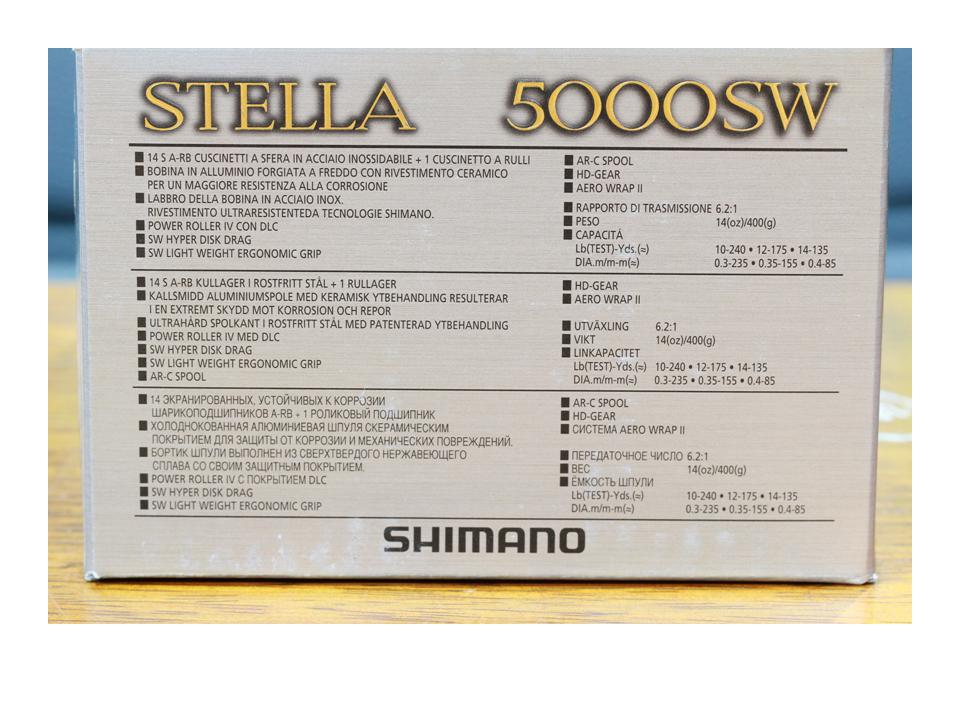 STELLA 5000SW
■ 14 S A-RB CUSCINETTI A SFERA IN ACCIAIO INOSSIDABILE + 1 CUSCINETTO A RULLI
■ BOBINA IN ALLUMINIO FORGIATA A FREDDO CON RIVESTIMENTO CERAMICO
PER UN MAGGIORE RESISTENZA ALLA CORROSIONE
■ LABBRO DELLA BOBINA IN ACCIAIO INOX.
RIVESTIMENTO ULTRARESISTENTEDA TECNOLOGIE SHIMANO.
■ POWER ROLLER IV CON DLC
■ SW HYPER DISK DRAG
■ SW LIGHT WEIGHT ERGONOMIC GRIP
■ AR-C SPOOL
■ HD-GEAR
■ AERO WRAP II
■ RAPPORTO DI TRASMISSIONE 6.2:1
■ PESO 14(oz)/400(g)
■ CAPACITÁ
Lb(TEST)-Yds.(≈) 10-240 • 12-175 • 14-135
DIA.m/m-m(≈) 0.3-235 • 0.35-155 • 0.4-85
■ 14 S A-RB KULLAGER I ROSTFRITT STÅL + 1 RULLAGER
■ KALLSMIDD ALUMINIUMSPOLE MED KERAMISK YTBEHANDLING RESULTERAR
I EN EXTREMT SKYDD MOT KORROSION OCH REPOR
■ ULTRAHÅRD SPOLKANT I ROSTFRITT STÅL MED PATENTERAD YTBEHANDLING
■ POWER ROLLER IV MED DLC
■ SW HYPER DISK DRAG
■ SW LIGHT WEIGHT ERGONOMIC GRIP
■ AR-C SPOOL
■ HD-GEAR
■ AERO WRAP II
■ UTVÄXLING 6.2:1
■ VIKT 14(oz)/400(g)
■ LINKAPACITET
Lb(TEST)-Yds.(≈) 10-240 • 12-175 • 14-135
DIA.m/m-m(≈) 0.3-235 • 0.35-155 • 0.4-85
■ 14 ЭКРАНИРОВАННЫХ, УСТОЙЧИВЫХ К КОРРОЗИИ
ШАРИКОПОДШИПНИКОВ A-RB + 1 РОЛИКОВЫЙ ПОДШИПНИК
■ ХОЛОДНОКОВАННАЯ АЛЮМИНИЕВАЯ ШПУЛЯ СКЕРАМИЧЕСКИМ
ПОКРЫТИЕМ ДЛЯ ЗАЩИТЫ ОТ КОРРОЗИИ И МЕХАНИЧЕСКИХ ПОВРЕЖДЕНИЙ.
■ БОРТИК ШПУЛИ ВЫПОЛНЕН ИЗ СВЕРХТВЕРДОГО НЕРЖАВЕЮЩЕГО
СПЛАВА СО СВОИМ ЗАЩИТНЫМ ПОКРЫТИЕМ.
■ POWER ROLLER IV С ПОКРЫТИЕМ DLC
■ SW HYPER DISK DRAG
■ SW LIGHT WEIGHT ERGONOMIC GRIP
■ AR-C SPOOL
■ HD-GEAR
■ СИСТЕМА AERO WRAP II
■ ПЕРЕДАТОЧНОЕ ЧИСЛО 6.2:1
■ ВЕС 14(oz)/400(g)
■ ЁМКОСТЬ ШПУЛИ
Lb(TEST)-Yds.(≈) 10-240 • 12-175 • 14-135
DIA.m/m-m(≈) 0.3-235 • 0.35-155 • 0.4-85
SHIMANO